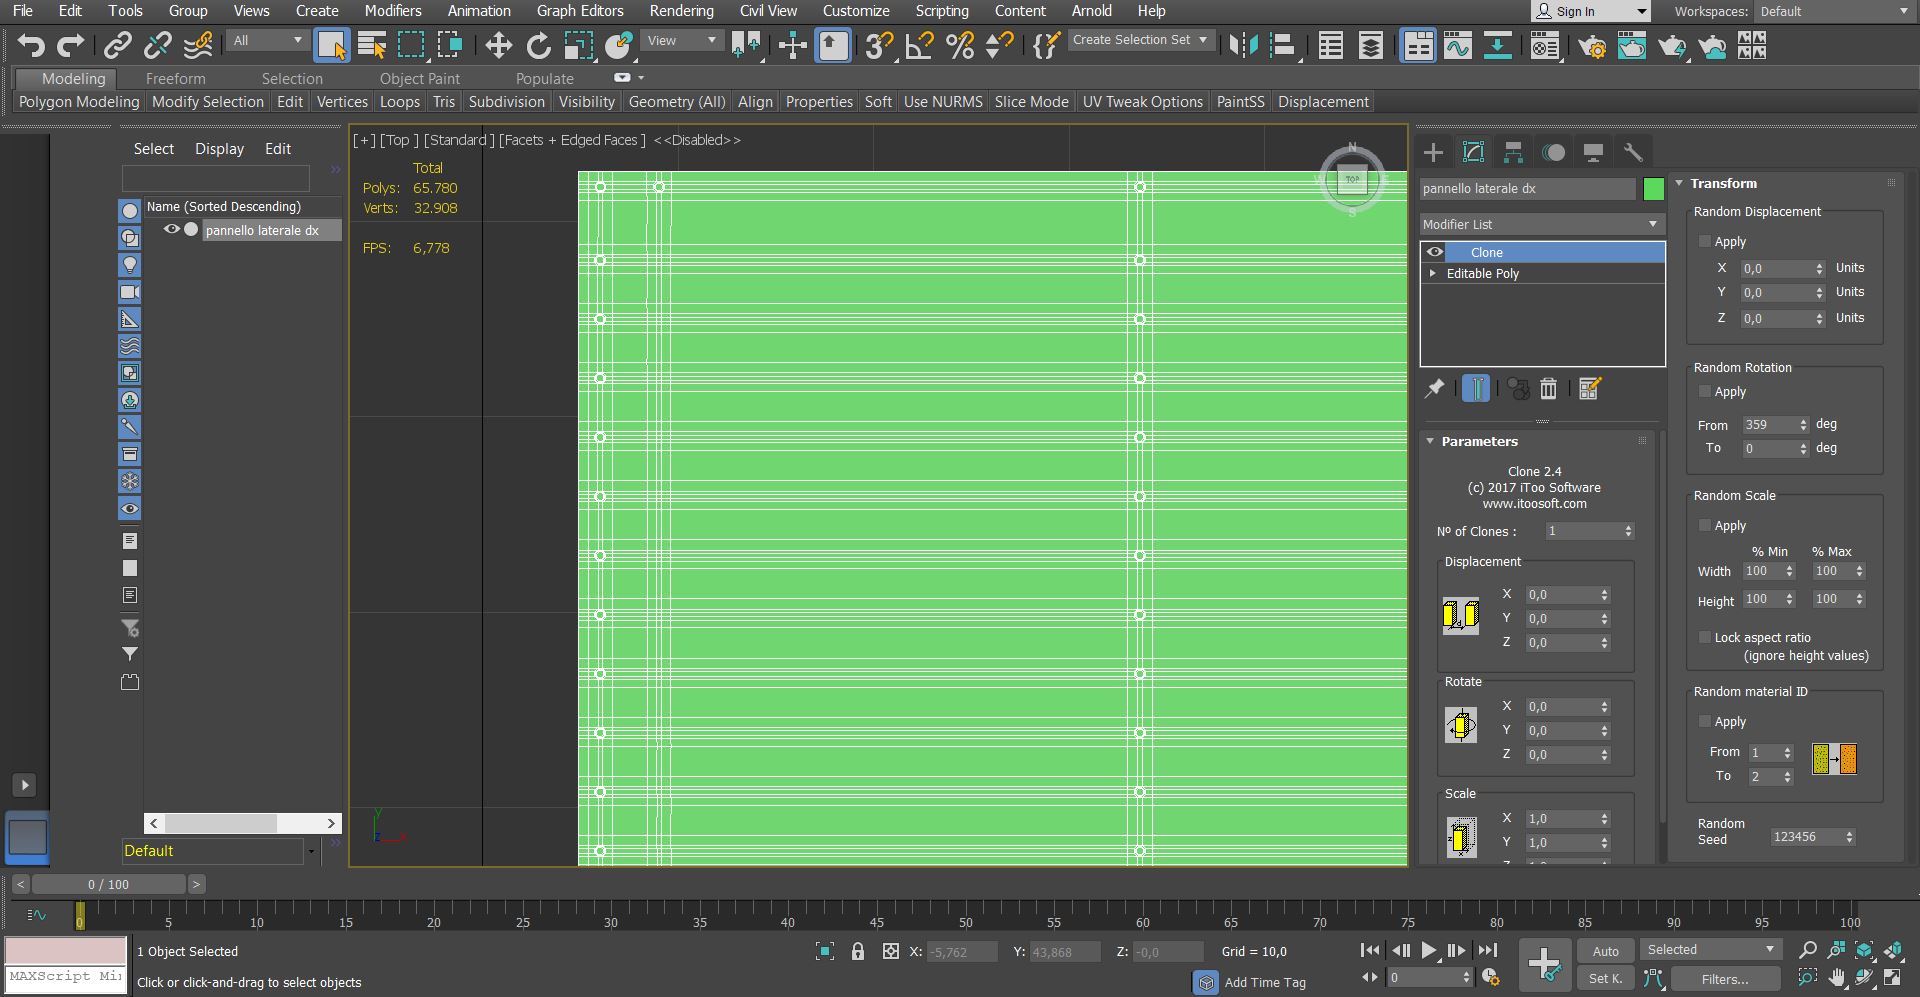 File Edit Tools Group Views Create Modifiers Animation Graph Editors Rendering Civil View Customize Scripting Content Arnold Help Sign In Workspaces: Default
All View Create Selection Set
Modeling Freeform Selection Object Paint Populate
Polygon Modeling Modify Selection Edit Vertices Loops Tris Subdivision Visibility Geometry (All) Align Properties Soft Use NURMS Slice Mode UV Tweak Options PaintSS Displacement
Select Display Edit
Name (Sorted Descending)
pannello laterale dx
Default
[+] [Top ] [Standard ] [Facets + Edged Faces ] <<Disabled>>
Total
Polys: 65.780
Verts: 32.908
FPS: 6,778
N
TOP
S
Y
Z
X
pannello laterale dx
Modifier List
Clone
Editable Poly
Parameters
Clone 2.4
(c) 2017 iToo Software
www.itoosoft.com
Nº of Clones : 1
Displacement
X 0,0
Y 0,0
Z 0,0
Rotate
X 0,0
Y 0,0
Z 0,0
Scale
X 1,0
Y 1,0
Transform
Random Displacement
Apply
X 0,0 Units
Y 0,0 Units
Z 0,0 Units
Random Rotation
Apply
From 359 deg
To 0 deg
Random Scale
Apply
% Min % Max
Width 100 100
Height 100 100
Lock aspect ratio
(ignore height values)
Random material ID
Apply
From 1
To 2
Random
Seed 123456
< 0 / 100 >
0 5 10 15 20 25 30 35 40 45 50 55 60 65 70 75 80 85 90 95 100
1 Object Selected X: -5,762 Y: 43,868 Z: -0,0 Grid = 10,0 Auto Selected
MAXScript Mi
Click or click-and-drag to select objects Add Time Tag 0 Set K. Filters...